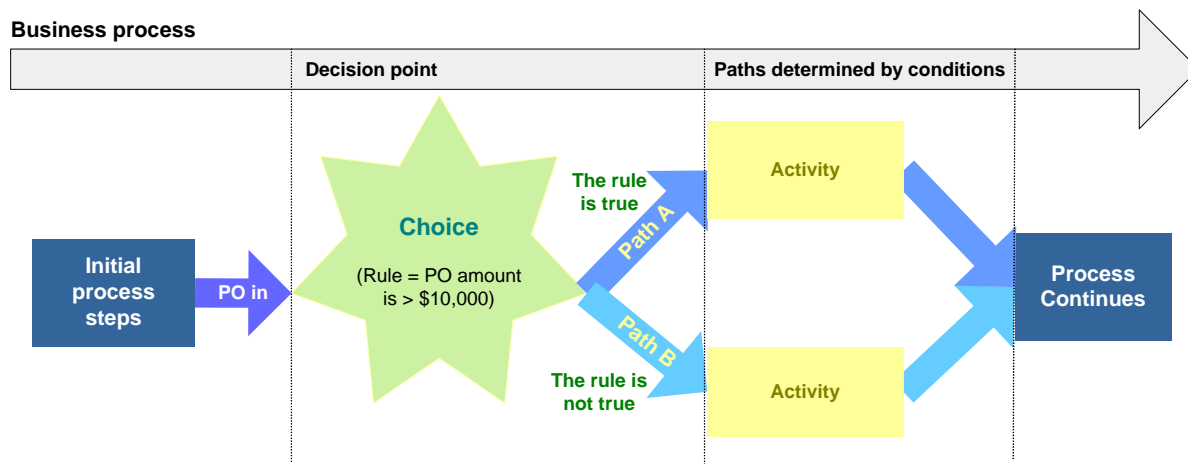 Business process
Decision point
Paths determined by conditions
Initial
process
steps
PO in
Choice
(Rule = PO amount
is > $10,000)
The rule
is true
Path A
Path B
The rule is
not true
Activity
Activity
Process
Continues